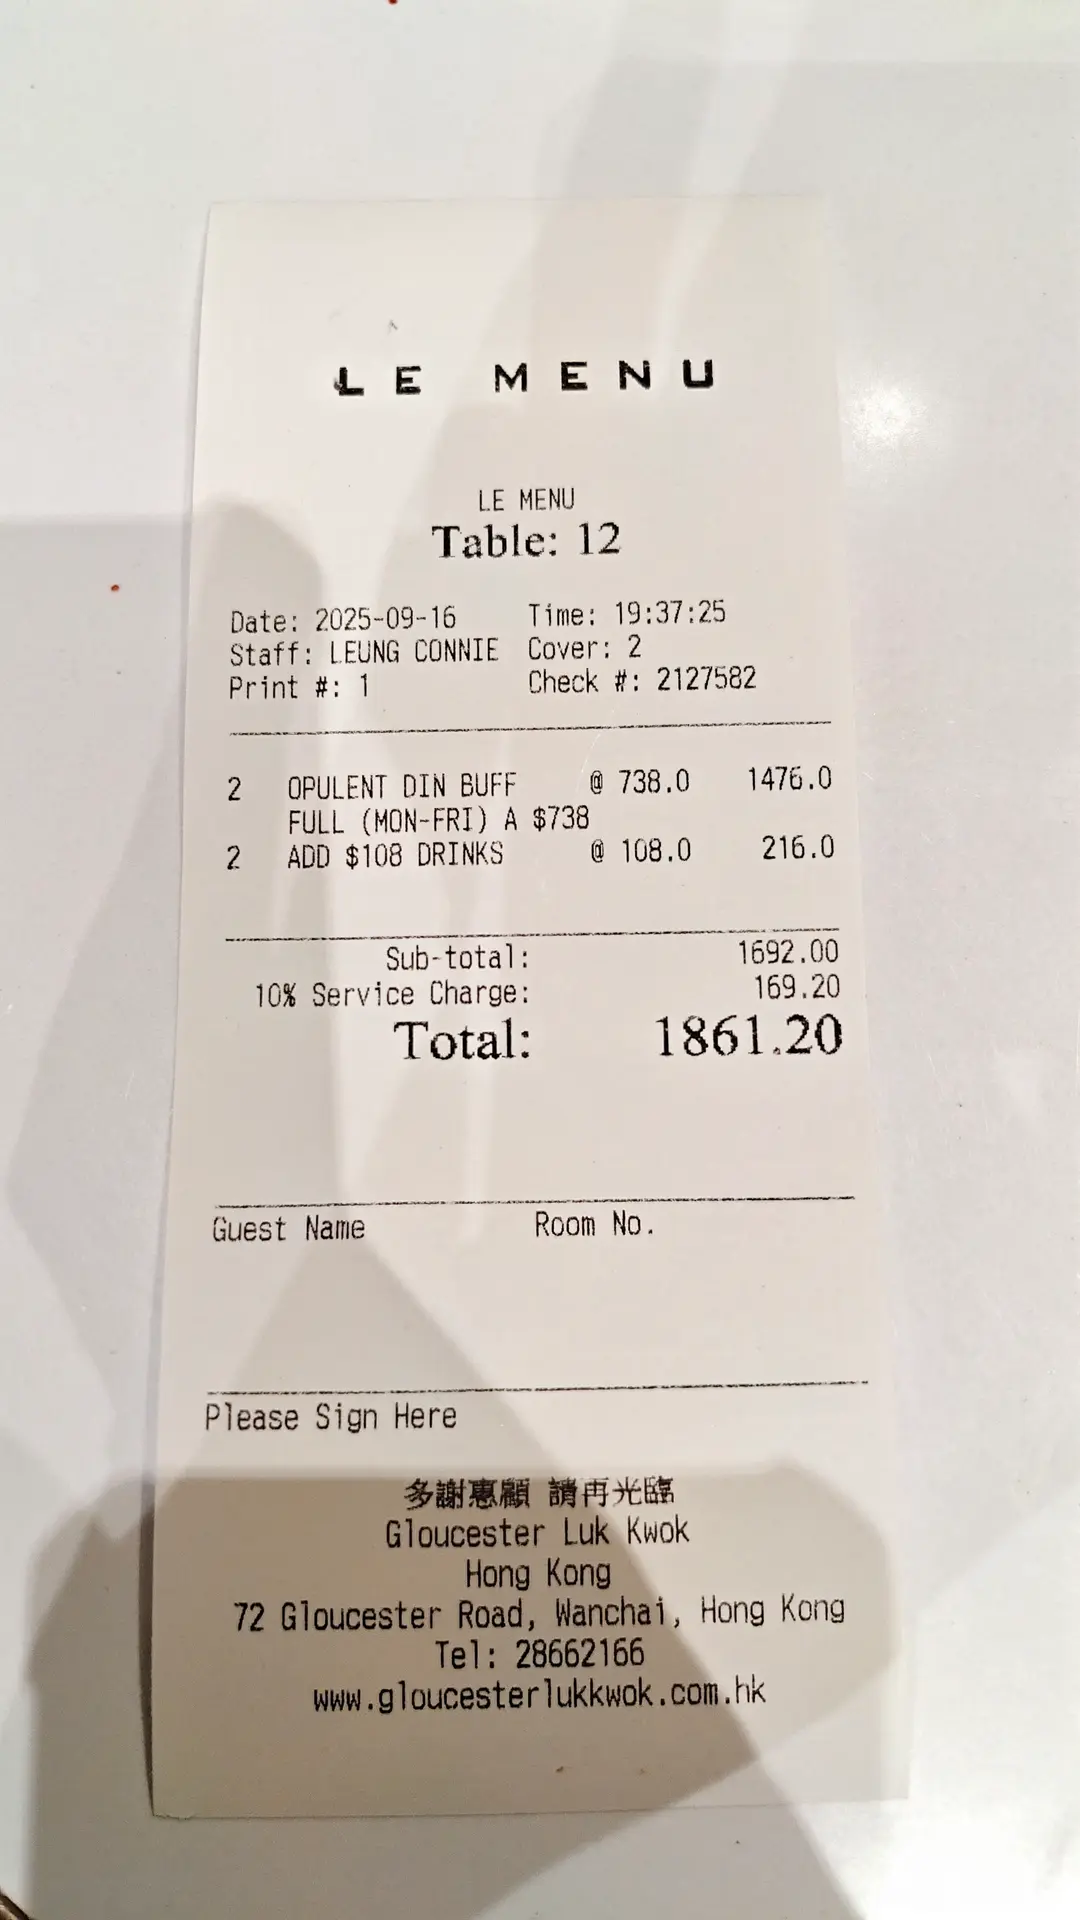 LE MENU
LE MENU
Table: 12
Date: 2025-09-16 Time: 19:37:25
Staff: LEUNG CONNIE Cover: 2
Print #: 1 Check #: 2127582
2 OPULENT DIN BUFF @ 738.0 1476.0
FULL (MON-FRI) A $738
2 ADD $108 DRINKS @ 108.0 216.0
Sub-total: 1692.00
10% Service Charge: 169.20
Total: 1861.20
Guest Name Room No.
Please Sign Here
多謝惠顧 請再光臨
Gloucester Luk Kwok
Hong Kong
72 Gloucester Road, Wanchai, Hong Kong
Tel: 28662166
www.gloucesterlukkwok.com.hk